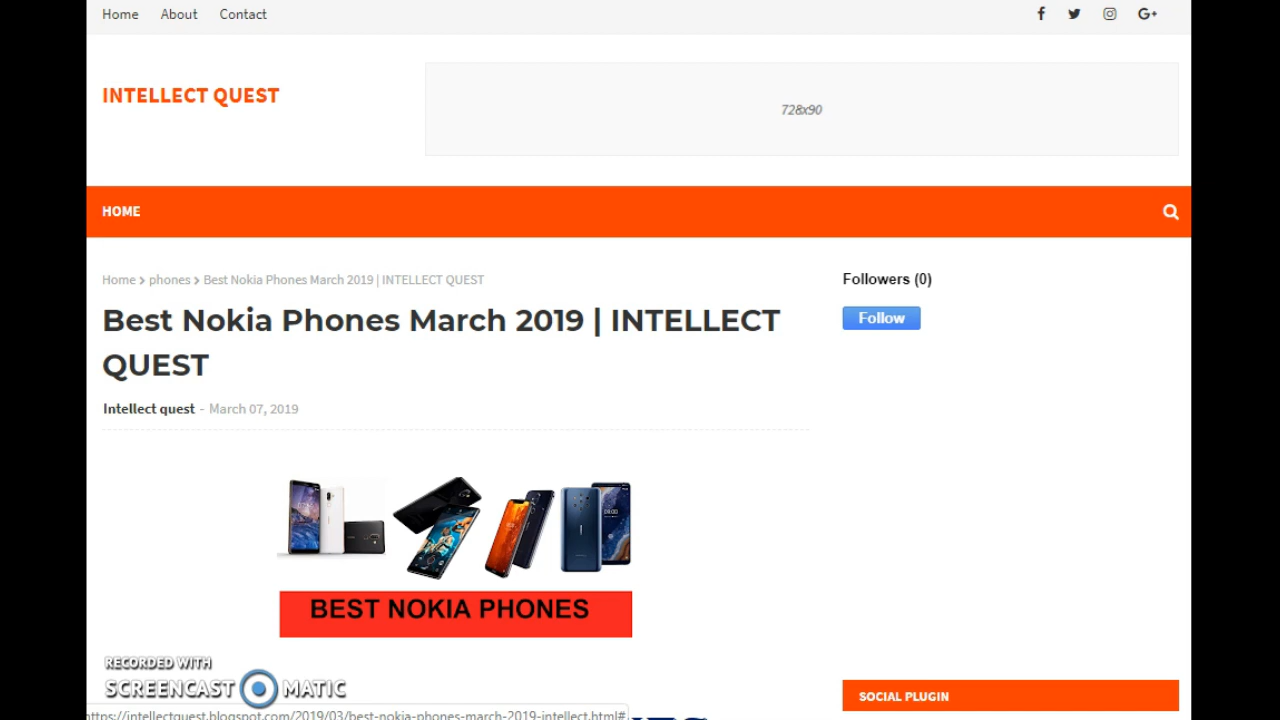 Home About Contact
INTELLECT QUEST
728x90
HOME
Home > phones > Best Nokia Phones March 2019 | INTELLECT QUEST
Best Nokia Phones March 2019 | INTELLECT
QUEST
Intellect quest - March 07, 2019
Followers (0)
Follow
BEST NOKIA PHONES
RECORDED WITH
SCREENCAST MATIC
SOCIAL PLUGIN
https://intellectquest.blogspot.com/2019/03/best-nokia-phones-march-2019-intellect.html#